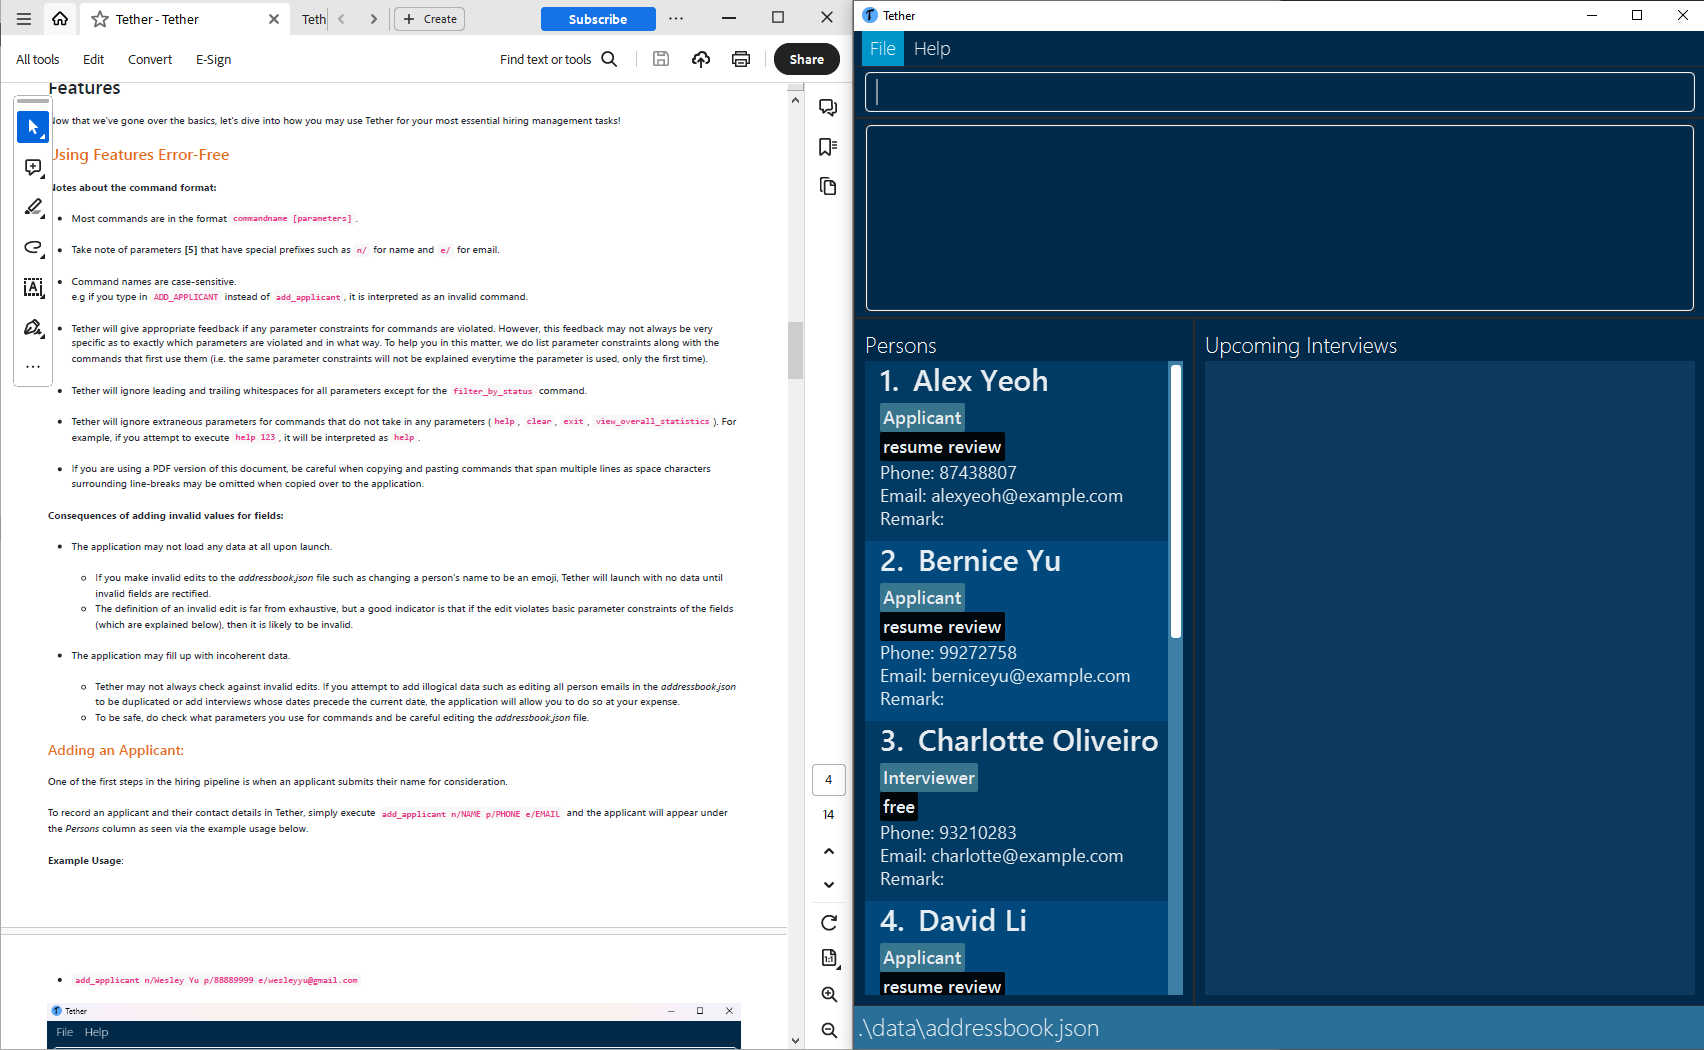 Tether - Tether
Teth
Create
Subscribe
All tools
Edit
Convert
E-Sign
Find text or tools
Share
Features
Now that we've gone over the basics, let's dive into how you may use Tether for your most essential hiring management tasks!
Using Features Error-Free
Notes about the command format:
Most commands are in the format commandname [parameters] .
Take note of parameters [5] that have special prefixes such as n/ for name and e/ for email.
Command names are case-sensitive.
e.g if you type in ADD_APPLICANT instead of add_applicant , it is interpreted as an invalid command.
Tether will give appropriate feedback if any parameter constraints for commands are violated. However, this feedback may not always be very
specific as to exactly which parameters are violated and in what way. To help you in this matter, we do list parameter constraints along with the
commands that first use them (i.e. the same parameter constraints will not be explained everytime the parameter is used, only the first time).
Tether will ignore leading and trailing whitespaces for all parameters except for the filter_by_status command.
Tether will ignore extraneous parameters for commands that do not take in any parameters ( help , clear , exit , view_overall_statistics ). For
example, if you attempt to execute help 123 , it will be interpreted as help .
If you are using a PDF version of this document, be careful when copying and pasting commands that span multiple lines as space characters
surrounding line-breaks may be omitted when copied over to the application.
Consequences of adding invalid values for fields:
The application may not load any data at all upon launch.
If you make invalid edits to the addressbook.json file such as changing a person's name to be an emoji, Tether will launch with no data until
invalid fields are rectified.
The definition of an invalid edit is far from exhaustive, but a good indicator is that if the edit violates basic parameter constraints of the fields
(which are explained below), then it is likely to be invalid.
The application may fill up with incoherent data.
Tether may not always check against invalid edits. If you attempt to add illogical data such as editing all person emails in the addressbook.json
to be duplicated or add interviews whose dates precede the current date, the application will allow you to do so at your expense.
To be safe, do check what parameters you use for commands and be careful editing the addressbook.json file.
Adding an Applicant:
One of the first steps in the hiring pipeline is when an applicant submits their name for consideration.
To record an applicant and their contact details in Tether, simply execute add_applicant n/NAME p/PHONE e/EMAIL and the applicant will appear under
the Persons column as seen via the example usage below.
Example Usage:
add_applicant n/Wesley Yu p/88889999 e/wesleyyu@gmail.com
Tether
File Help
4
14
1:1
Tether
File Help
Persons
1. Alex Yeoh
Applicant
resume review
Phone: 87438807
Email: alexyeoh@example.com
Remark:
2. Bernice Yu
Applicant
resume review
Phone: 99272758
Email: berniceyu@example.com
Remark:
3. Charlotte Oliveiro
Interviewer
free
Phone: 93210283
Email: charlotte@example.com
Remark:
4. David Li
Applicant
resume review
Upcoming Interviews
.\data\addressbook.json